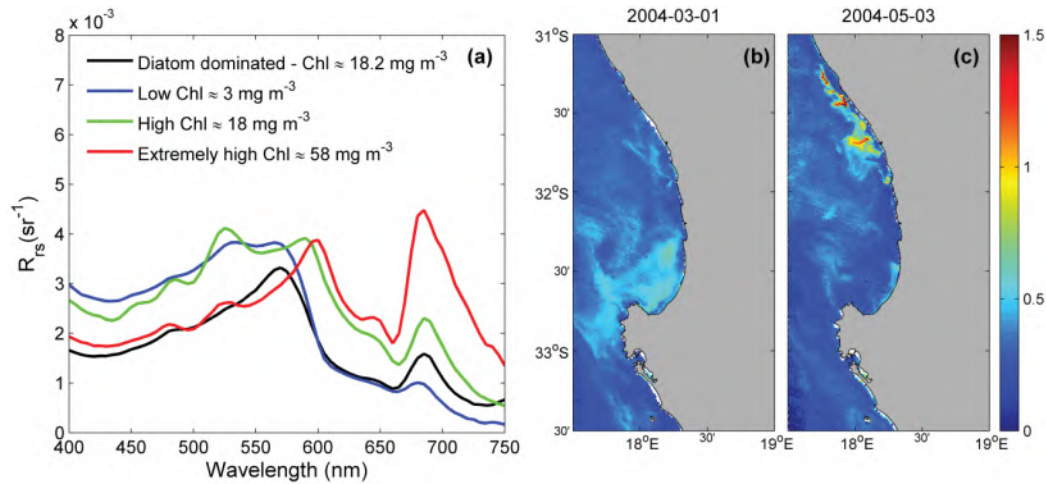 x 10⁻³
(a)
Diatom dominated - Chl ≈ 18.2 mg m⁻³
Low Chl ≈ 3 mg m⁻³
High Chl ≈ 18 mg m⁻³
Extremely high Chl ≈ 58 mg m⁻³
8
7
6
5
4
3
2
1
0
Rrs(sr⁻¹)
400 450 500 550 600 650 700 750
Wavelength (nm)
2004-03-01
(b)
31°S
30'
32°S
30'
33°S
30'
18°E 30' 19°E
2004-05-03
(c)
18°E 30' 19°E
1.5
1
0.5
0